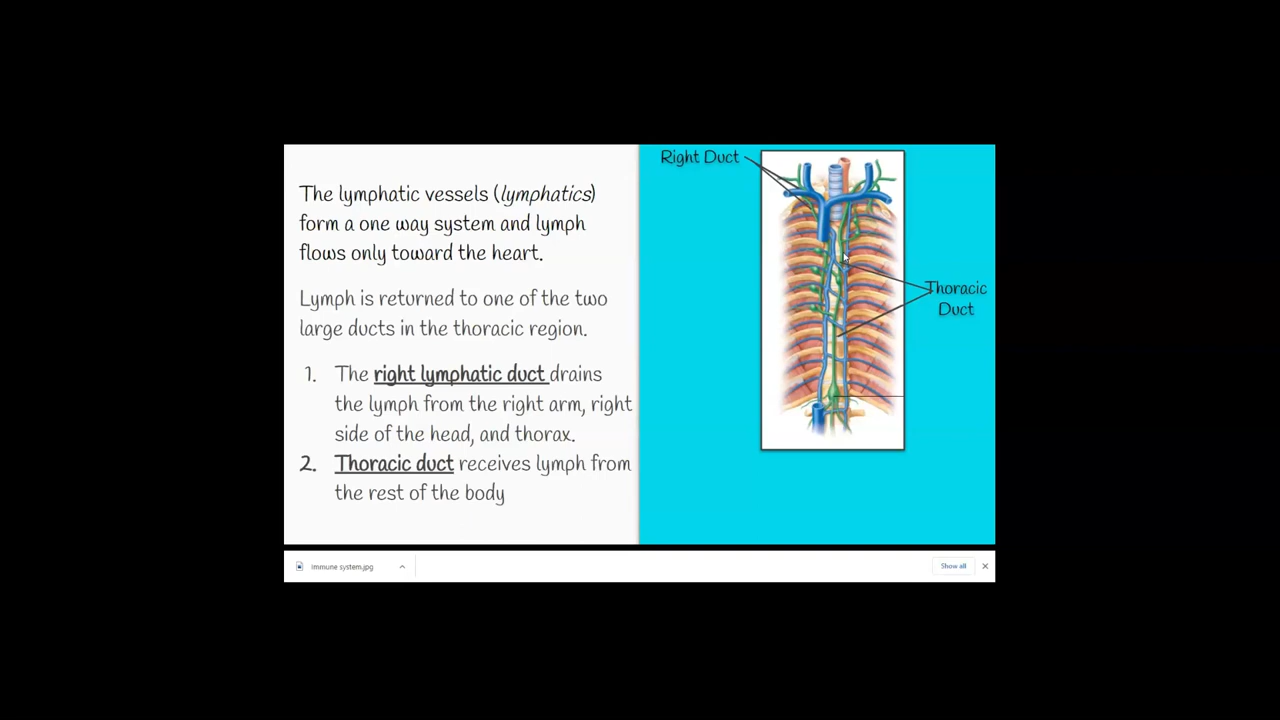 The lymphatic vessels (lymphatics)
form a one way system and lymph
flows only toward the heart.
Lymph is returned to one of the two
large ducts in the thoracic region.
1. The right lymphatic duct drains
the lymph from the right arm, right
side of the head, and thorax.
2. Thoracic duct receives lymph from
the rest of the body
Right Duct
Thoracic
Duct
immune system.jpg
Show all